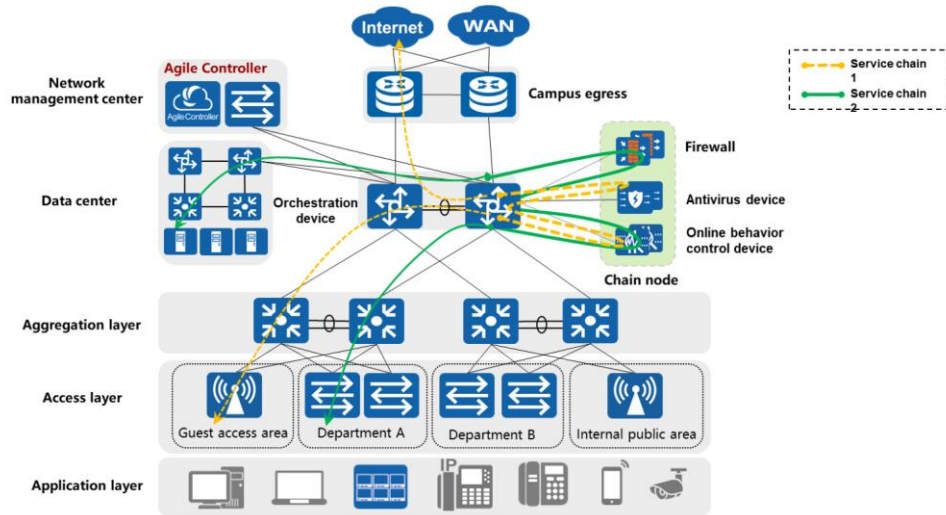 Internet
WAN
Service chain
1
Service chain
2
Agile Controller
Network
management center
AgileController
Campus egress
Firewall
Data center
Orchestration
device
Antivirus device
Online behavior
control device
Chain node
Aggregation layer
Access layer
Guest access area
Department A
Department B
Internal public area
Application layer
IP